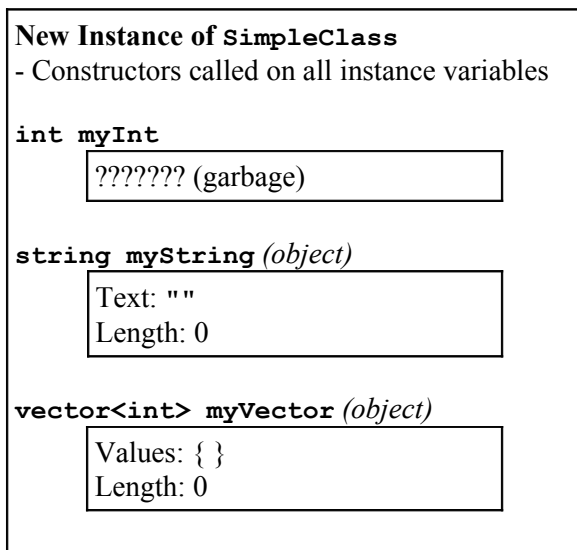 New Instance of SimpleClass
- Constructors called on all instance variables
int myInt
??????? (garbage)
string myString (object)
Text: ""
Length: 0
vector<int> myVector (object)
Values: { }
Length: 0